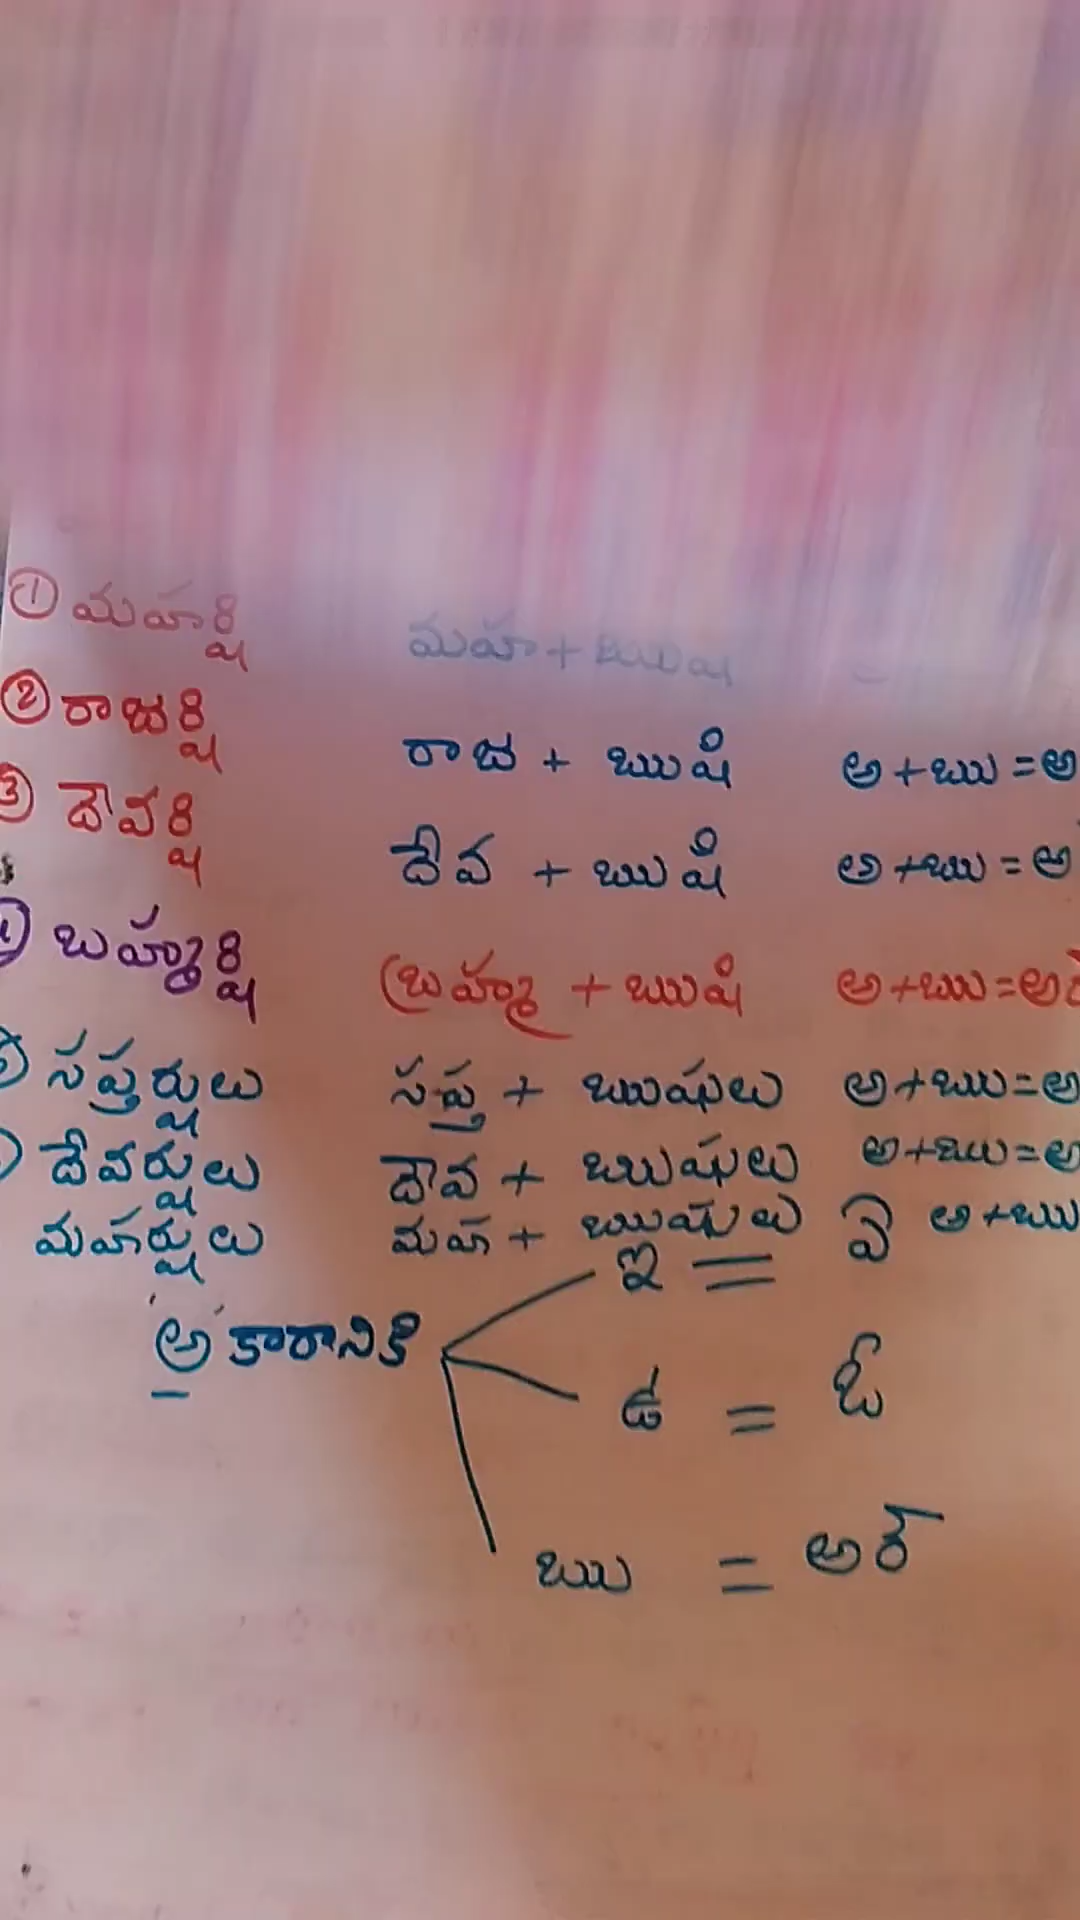 ① మహర్షి మహ + ఋషి =
② రాజర్షి రాజ + ఋషి అ + ఋ = అ
3 దేవర్షి దేవ + ఋషి అ + ఋ = అ
బ్రహ్మర్షి బ్రహ్మ + ఋషి అ + ఋ = అర్
సప్తర్షులు సప్త + ఋషులు అ + ఋ = అ
దేవర్షులు దేవ + ఋషులు అ + ఋ = అ
మహర్షులు మహ + ఋషులు అ + ఋ
'అ' కారానికి ఇ = ఏ
ఉ = ఓ
ఋ = అర్